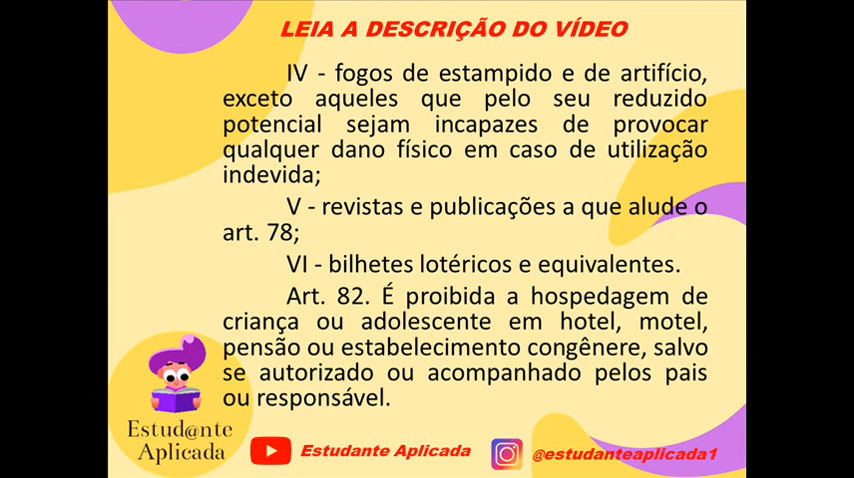 LEIA A DESCRIÇÃO DO VÍDEO
IV - fogos de estampido e de artifício,
exceto aqueles que pelo seu reduzido
potencial sejam incapazes de provocar
qualquer dano físico em caso de utilização
indevida;
V - revistas e publicações a que alude o
art. 78;
VI - bilhetes lotéricos e equivalentes.
Art. 82. É proibida a hospedagem de
criança ou adolescente em hotel, motel,
pensão ou estabelecimento congênere, salvo
se autorizado ou acompanhado pelos pais
ou responsável.
Estud@nte
Aplicada
Estudante Aplicada
@estudanteaplicada1